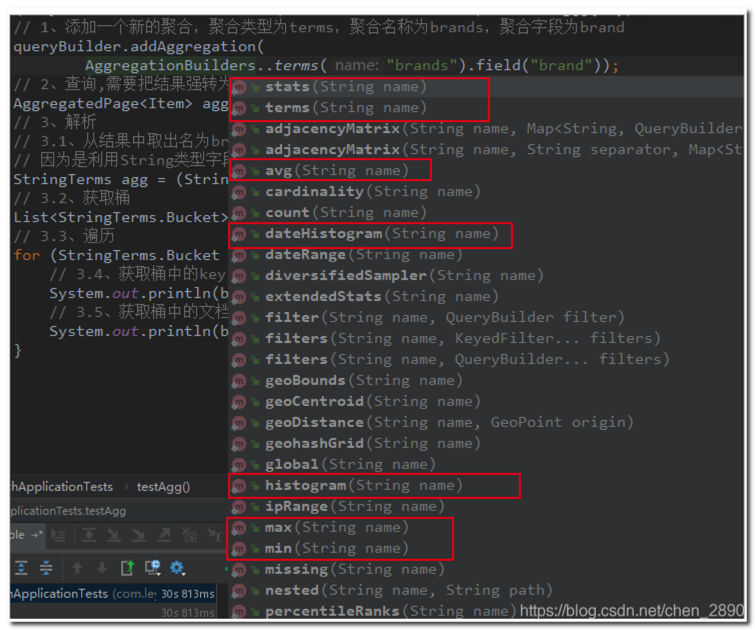 // 1、添加一个新的聚合，聚合类型为terms，聚合名称为brands，聚合字段为brand
queryBuilder.addAggregation(
AggregationBuilders..terms( name: "brands").field("brand"));
// 2、查询,需要把结果强转为
AggregatedPage<Item> agg
// 3、解析
// 3.1、从结果中取出名为br
// 因为是利用String类型字段
StringTerms agg = (Strin
// 3.2、获取桶
List<StringTerms.Bucket>
// 3.3、遍历
for (StringTerms.Bucket
// 3.4、获取桶中的key
System.out.println(b
// 3.5、获取桶中的文档
System.out.println(b
}
stats(String name)
terms(String name)
adjacencyMatrix(String name, Map<String, QueryBuilder
adjacencyMatrix(String name, String separator, Map<St
avg(String name)
cardinality(String name)
count(String name)
dateHistogram(String name)
dateRange(String name)
diversifiedSampler(String name)
extendedStats(String name)
filter(String name, QueryBuilder filter)
filters(String name, KeyedFilter... filters)
filters(String name, QueryBuilder... filters)
geoBounds(String name)
geoCentroid(String name)
geoDistance(String name, GeoPoint origin)
geohashGrid(String name)
global(String name)
histogram(String name)
ipRange(String name)
max(String name)
min(String name)
missing(String name)
nested(String name, String path)
percentileRanks(String name)
hApplicationTests › testAgg()
plicationTests.testAgg
ole
hApplicationTests (com.ley 30s 813ms
30s 813ms
https://blog.csdn.net/chen_2890